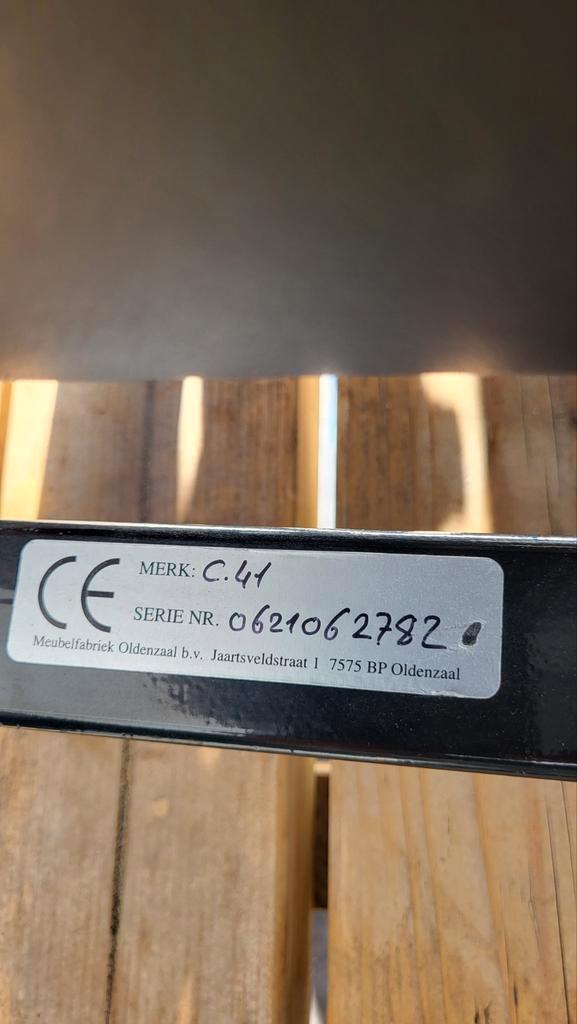 CE MERK: C.41
SERIE NR. 0621062782
Meubelfabriek Oldenzaal b.v. Jaartsveldstraat 1 7575 BP Oldenzaal